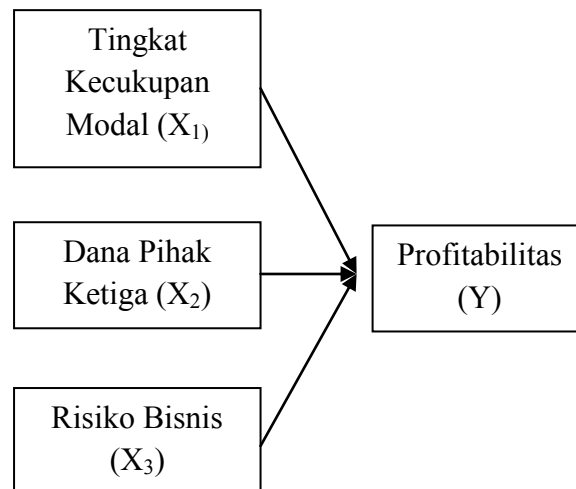 Tingkat
Kecukupan
Modal (X₁₎
Dana Pihak
Ketiga (X₂)
Profitabilitas
(Y)
Risiko Bisnis
(X₃)